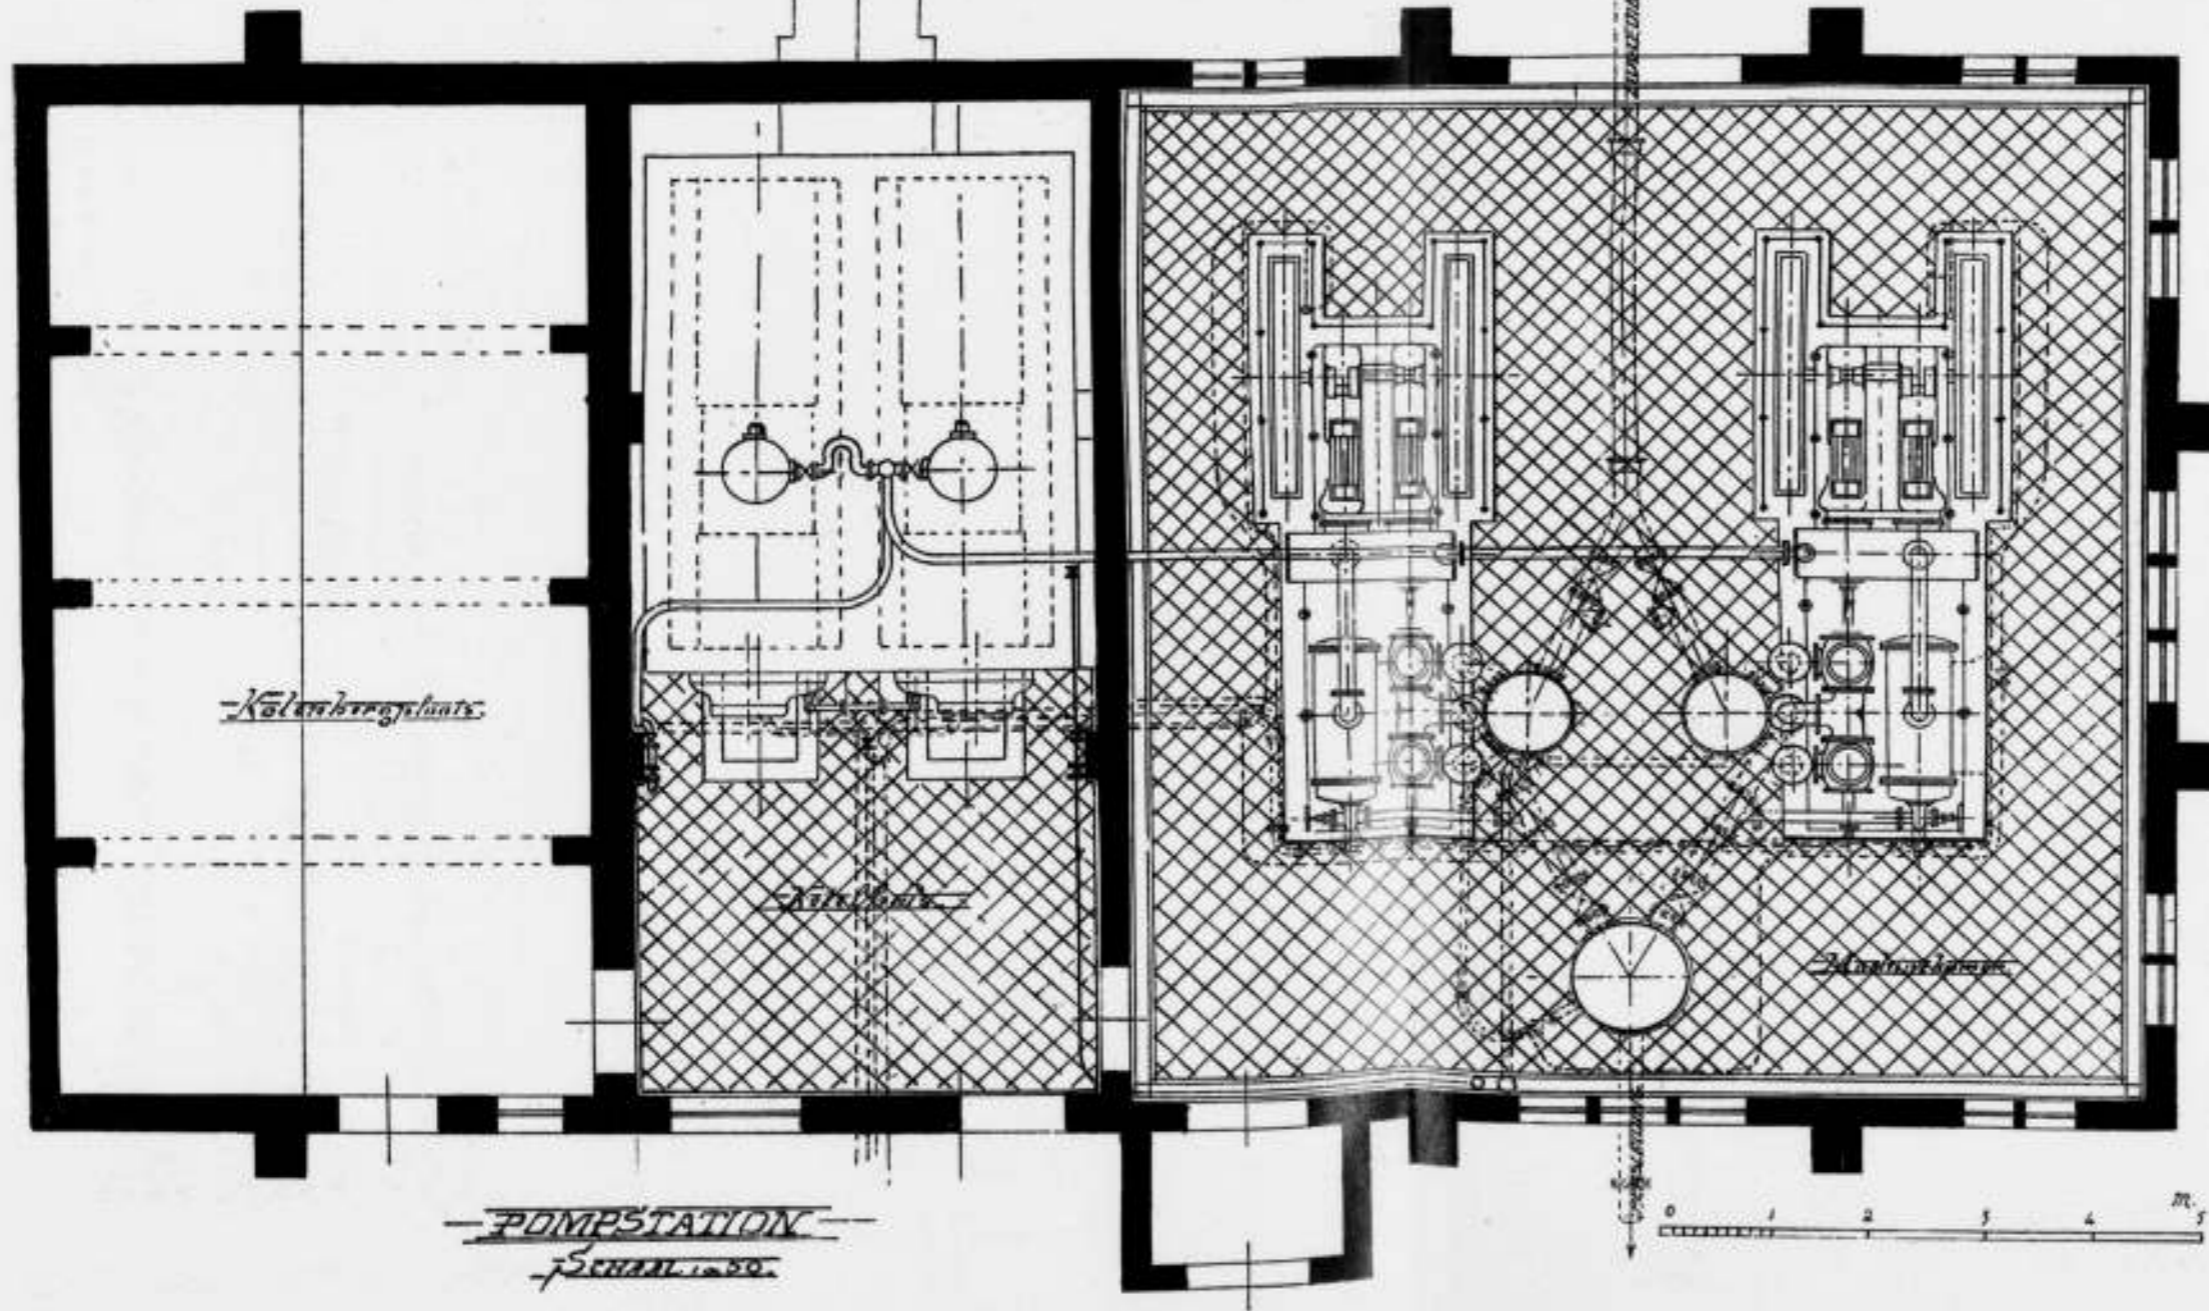 Kolenbergplaats.
Ketelhuis.
Machinekamer.
POMPSTATION
SCHAAL 1 à 50.
0 1 2 3 4 5
m.